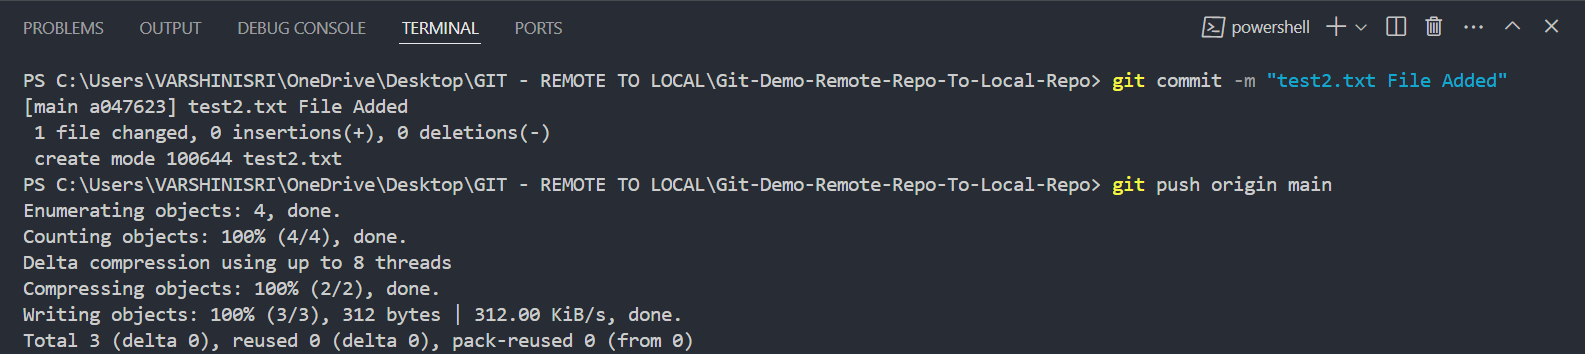 PROBLEMS OUTPUT DEBUG CONSOLE TERMINAL PORTS powershell
PS C:\Users\VARSHINISRI\OneDrive\Desktop\GIT - REMOTE TO LOCAL\Git-Demo-Remote-Repo-To-Local-Repo> git commit -m "test2.txt File Added"
[main a047623] test2.txt File Added
 1 file changed, 0 insertions(+), 0 deletions(-)
 create mode 100644 test2.txt
PS C:\Users\VARSHINISRI\OneDrive\Desktop\GIT - REMOTE TO LOCAL\Git-Demo-Remote-Repo-To-Local-Repo> git push origin main
Enumerating objects: 4, done.
Counting objects: 100% (4/4), done.
Delta compression using up to 8 threads
Compressing objects: 100% (2/2), done.
Writing objects: 100% (3/3), 312 bytes | 312.00 KiB/s, done.
Total 3 (delta 0), reused 0 (delta 0), pack-reused 0 (from 0)